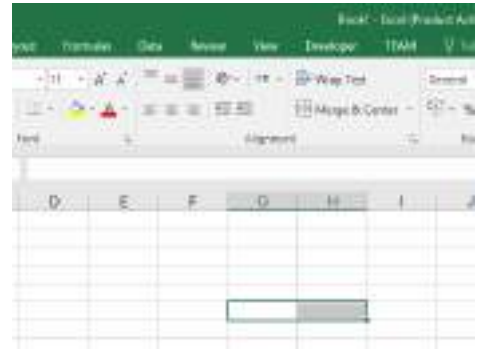 Book1 - Excel (Product Acti
yout Formulas Data Review View Developer TEAM
11 A A Wrap Text General
Merge & Center %
Font Alignment
D E F G H I J